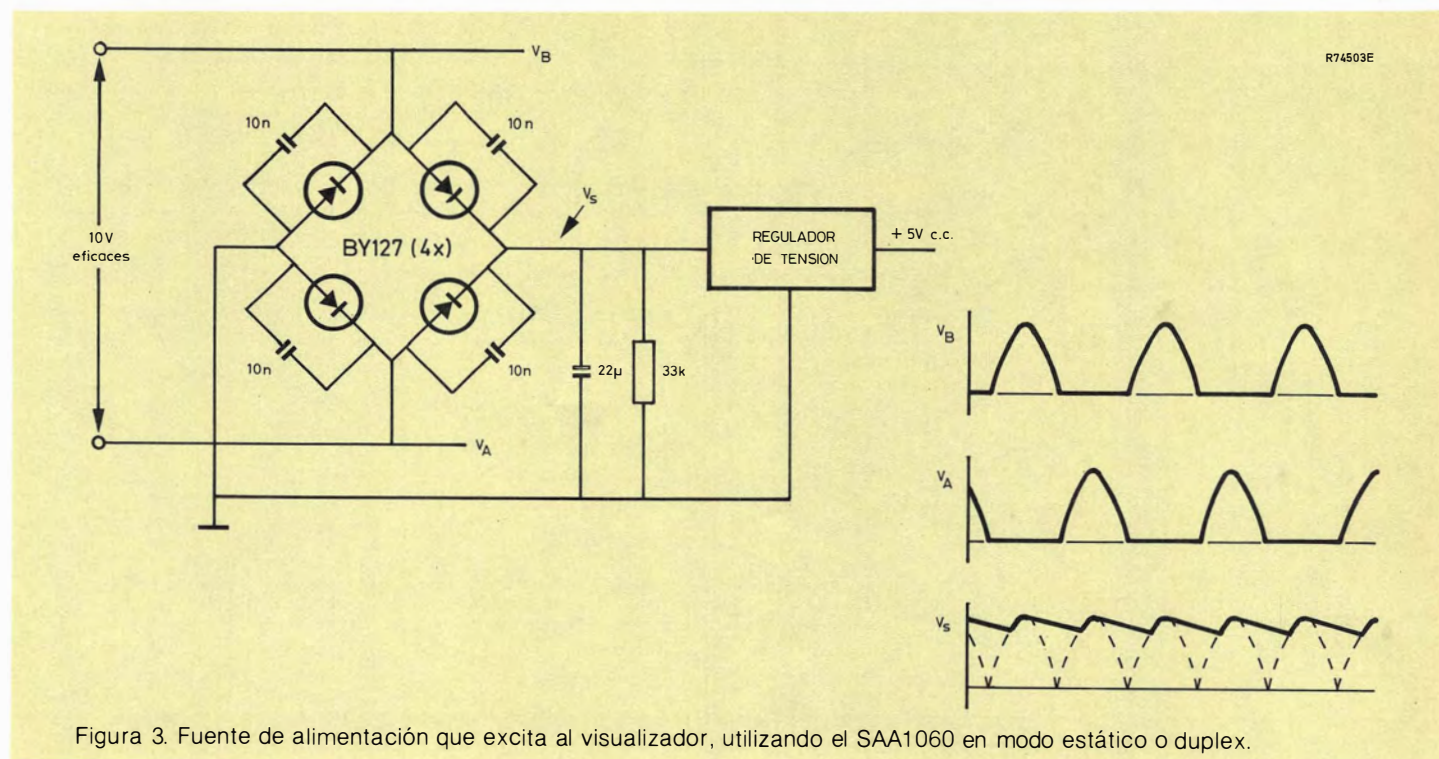 R74503E
V_B
10n
10n
V_s
10 V
eficaces
BY127 (4x)
REGULADOR
DE TENSION
+ 5V c.c.
22µ
33k
10n
10n
V_A
V_B
V_A
V_s
Figura 3. Fuente de alimentación que excita al visualizador, utilizando el SAA1060 en modo estático o duplex.